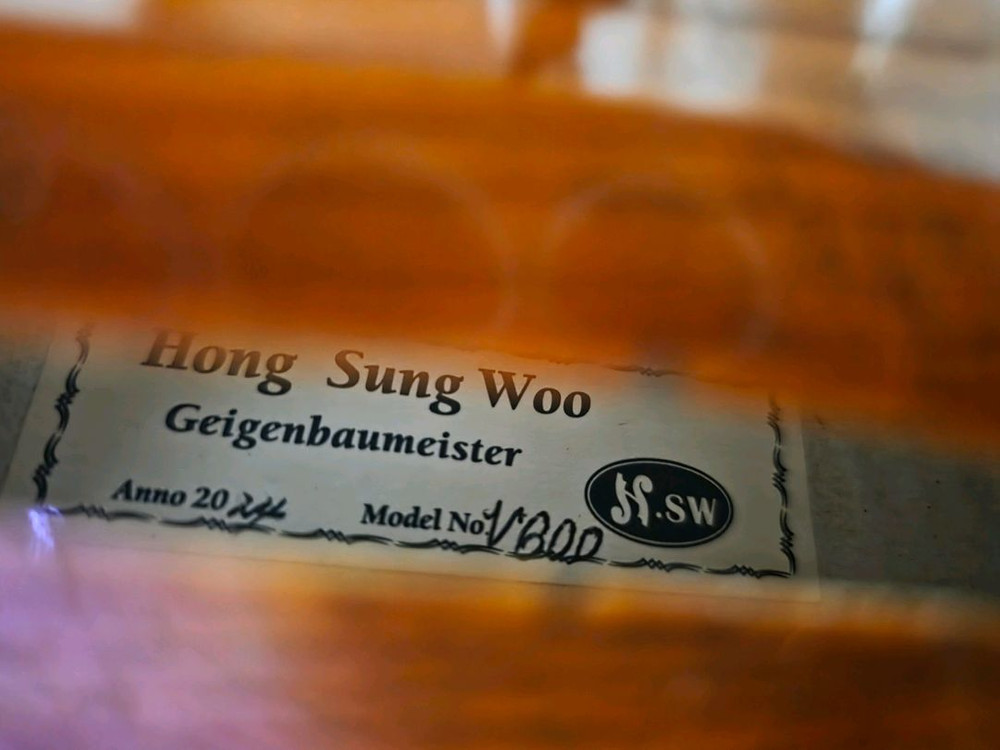 Hong Sung Woo
Geigenbaumeister
H.SW
Anno 2024 Model No V800